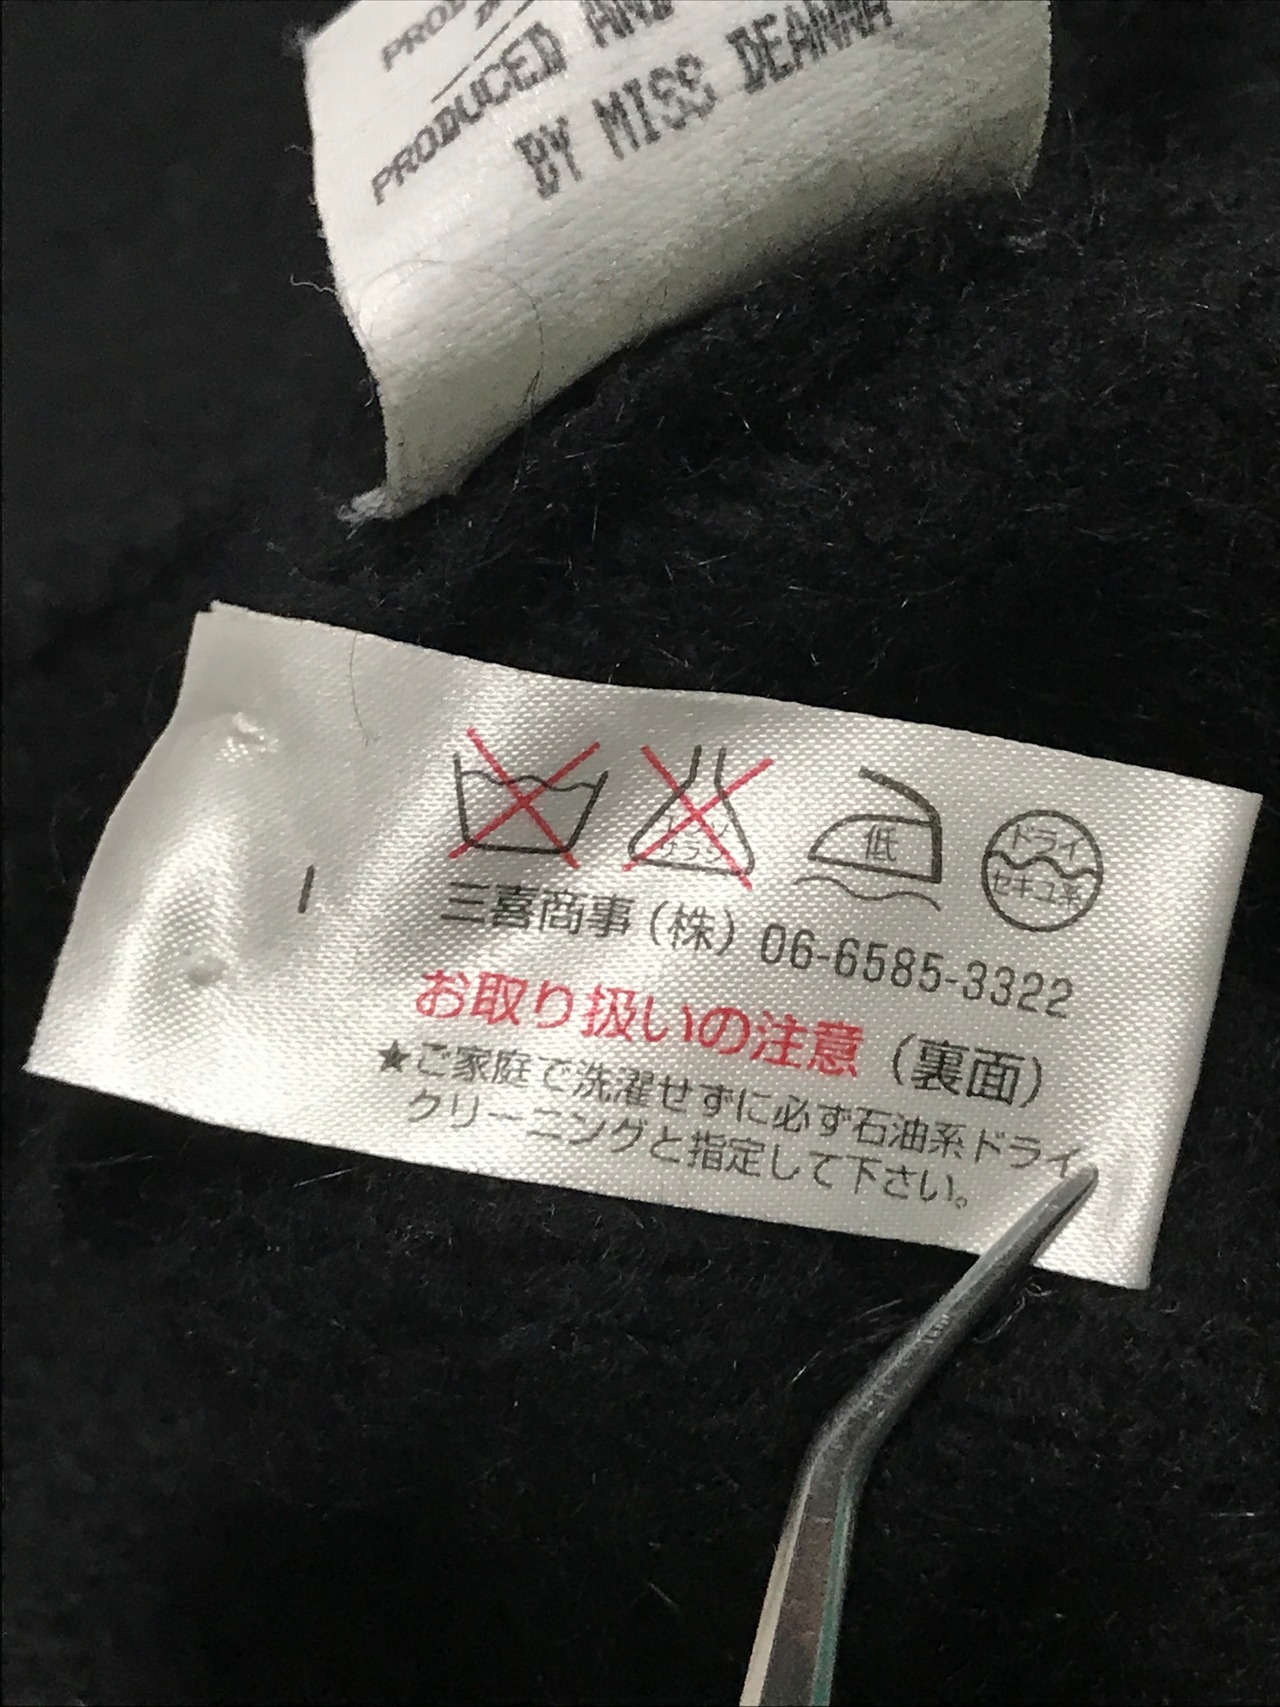 PRODUCED AND
BY MISS DEANNA
低
ドライ
セキユ系
三喜商事(株) 06-6585-3322
お取り扱いの注意(裏面)
★ご家庭で洗濯せずに必ず石油系ドライ
クリーニングと指定して下さい。